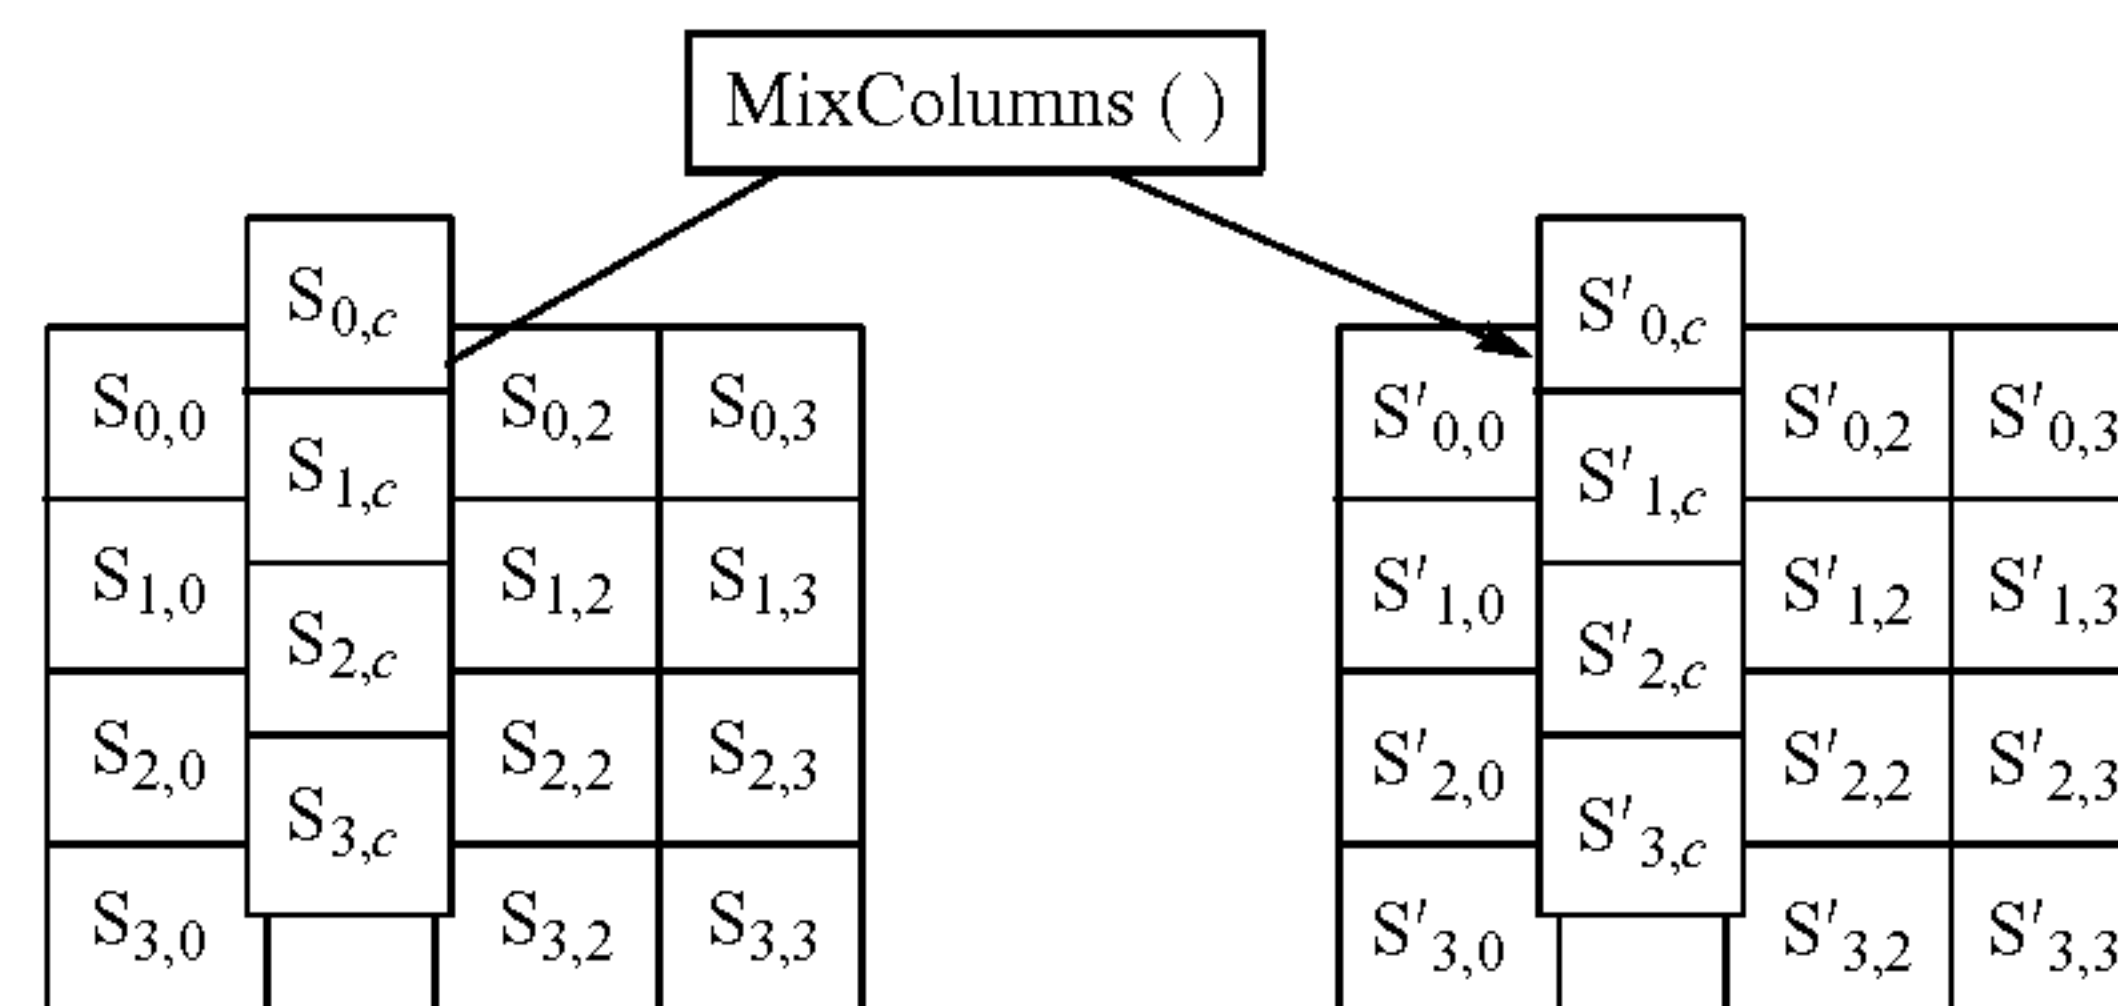 MixColumns ( )
S0,c
S0,0 S0,2 S0,3
S1,c
S1,0 S1,2 S1,3
S2,c
S2,0 S2,2 S2,3
S3,c
S3,0 S3,2 S3,3
S′0,c
S′0,0 S′0,2 S′0,3
S′1,c
S′1,0 S′1,2 S′1,3
S′2,c
S′2,0 S′2,2 S′2,3
S′3,c
S′3,0 S′3,2 S′3,3